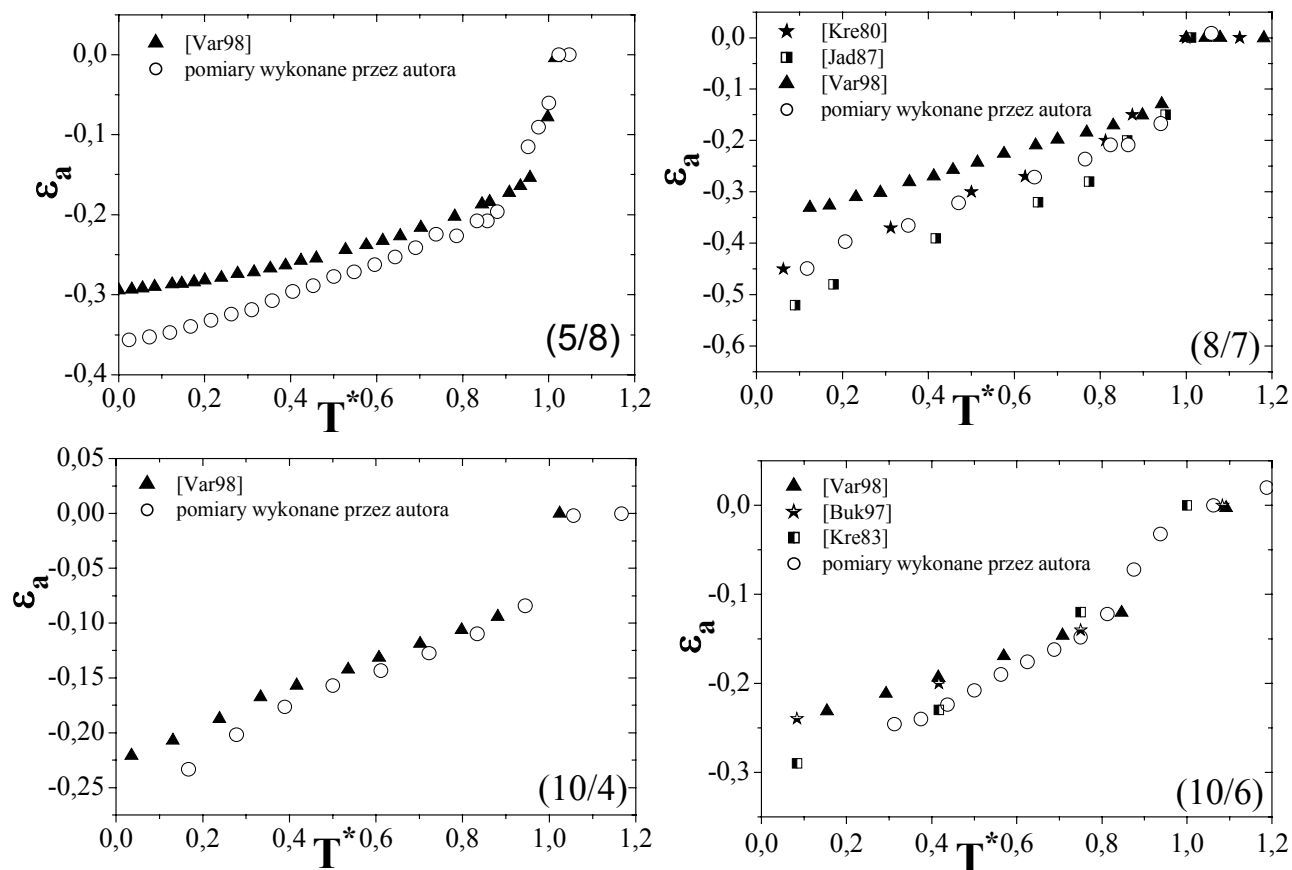 0,0
-0,1
-0,2
-0,3
-0,4
εa
▲ [Var98]
○ pomiary wykonane przez autora
(5/8)
0,0 0,2 0,4 0,6 0,8 1,0 1,2
T*
0,0
-0,1
-0,2
-0,3
-0,4
-0,5
-0,6
εa
★ [Kre80]
◨ [Jad87]
▲ [Var98]
○ pomiary wykonane przez autora
(8/7)
0,0 0,2 0,4 0,6 0,8 1,0 1,2
T*
0,05
0,00
-0,05
-0,10
-0,15
-0,20
-0,25
εa
▲ [Var98]
○ pomiary wykonane przez autora
(10/4)
0,0 0,2 0,4 0,6 0,8 1,0 1,2
T*
0,0
-0,1
-0,2
-0,3
εa
▲ [Var98]
☆ [Buk97]
◧ [Kre83]
○ pomiary wykonane przez autora
(10/6)
0,0 0,2 0,4 0,6 0,8 1,0 1,2
T*